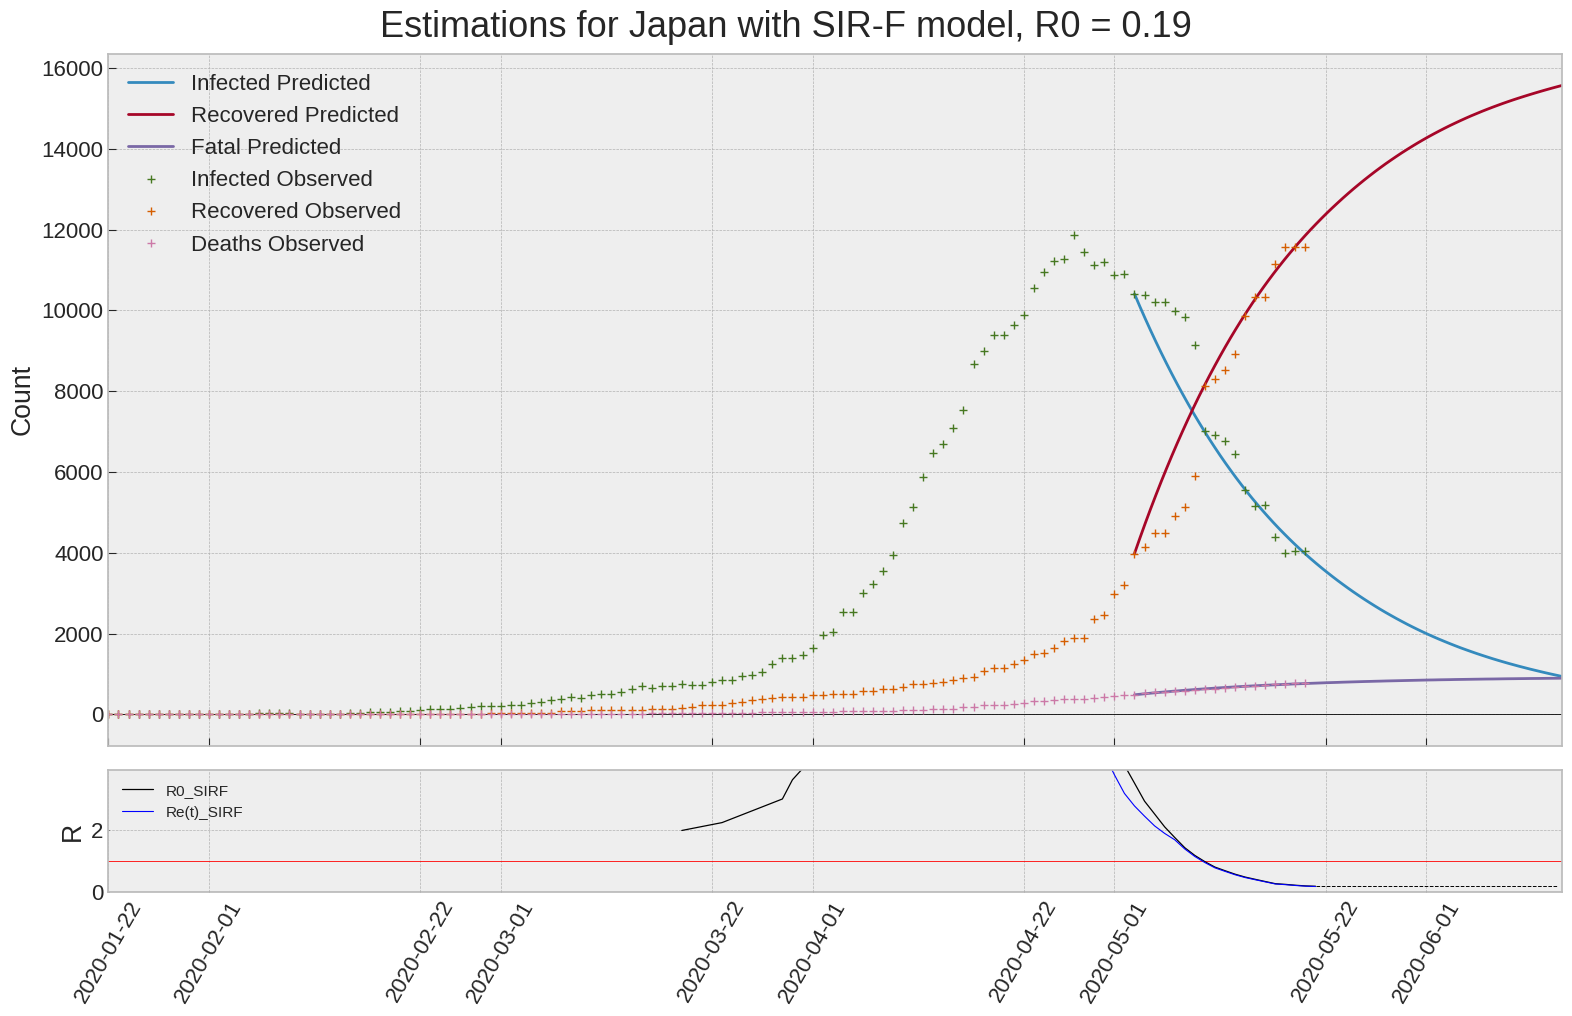 Estimations for Japan with SIR-F model, R0 = 0.19
16000
14000
12000
10000
8000
6000
4000
2000
0
Count
Infected Predicted
Recovered Predicted
Fatal Predicted
Infected Observed
Recovered Observed
Deaths Observed
R0_SIRF
Re(t)_SIRF
2
0
R
2020-01-22
2020-02-01
2020-02-22
2020-03-01
2020-03-22
2020-04-01
2020-04-22
2020-05-01
2020-05-22
2020-06-01